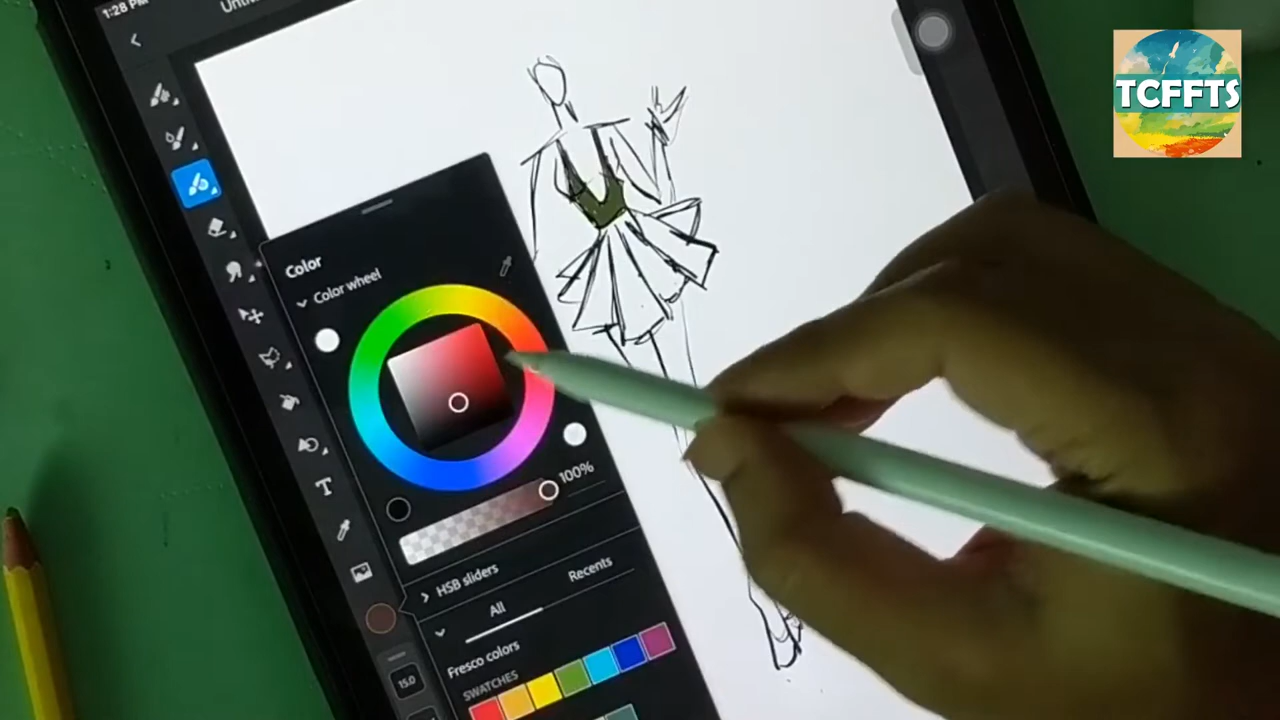 1:28 PM
TCFFTS
Color
Color wheel
100%
HSB sliders
All
Recents
Fresco colors
SWATCHES
T
15.0